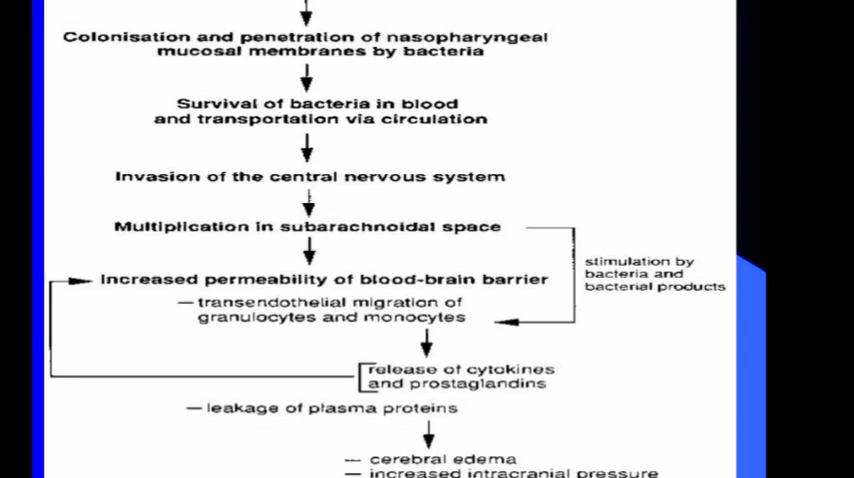 Colonisation and penetration of nasopharyngeal
mucosal membranes by bacteria
Survival of bacteria in blood
and transportation via circulation
Invasion of the central nervous system
Multiplication in subarachnoidal space
stimulation by
bacteria and
bacterial products
Increased permeability of blood-brain barrier
— transendothelial migration of
granulocytes and monocytes
release of cytokines
and prostaglandins
— leakage of plasma proteins
— cerebral edema
— increased intracranial pressure